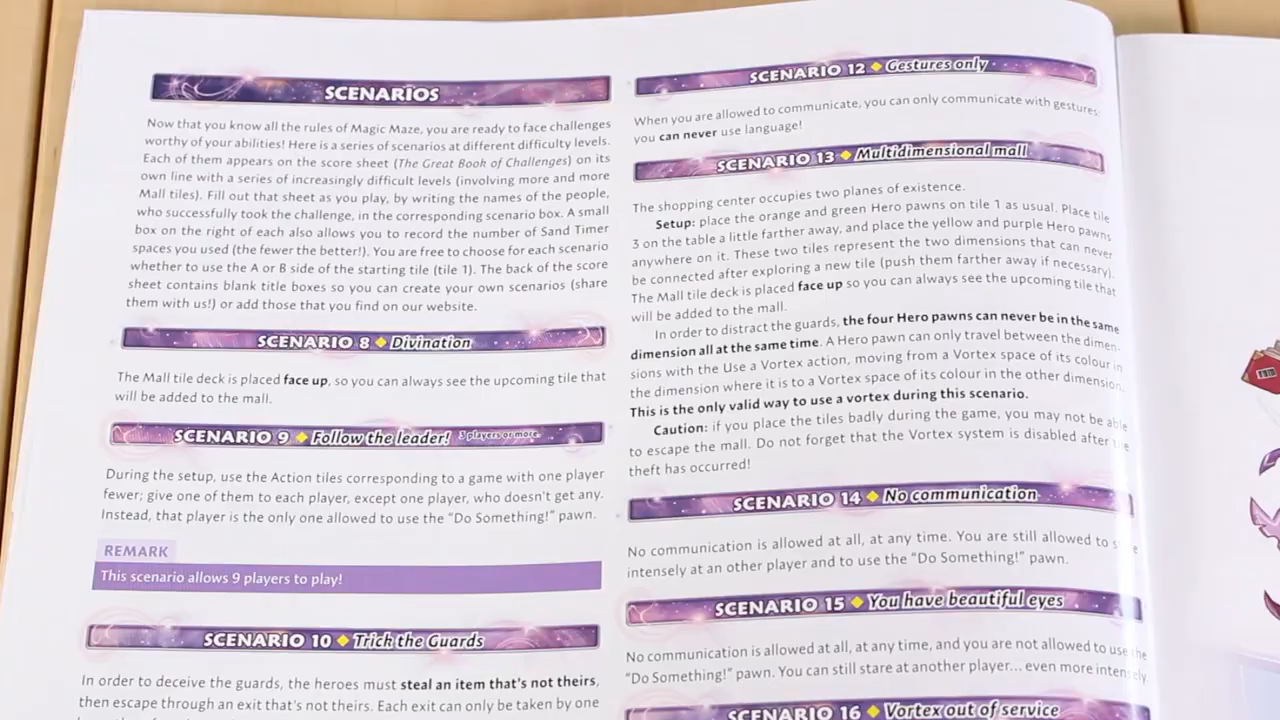 SCENARIOS
Now that you know all the rules of Magic Maze, you are ready to face challenges
worthy of your abilities! Here is a series of scenarios at different difficulty levels.
Each of them appears on the score sheet (The Great Book of Challenges) on its
own line with a series of increasingly difficult levels (involving more and more
Mall tiles). Fill out that sheet as you play, by writing the names of the people,
who successfully took the challenge, in the corresponding scenario box. A small
box on the right of each also allows you to record the number of Sand Timer
spaces you used (the fewer the better!). You are free to choose for each scenario
whether to use the A or B side of the starting tile (tile 1). The back of the score
sheet contains blank title boxes so you can create your own scenarios (share
them with us!) or add those that you find on our website.
SCENARIO 8 ◆ Divination
The Mall tile deck is placed face up, so you can always see the upcoming tile that
will be added to the mall.
SCENARIO 9 ◆ Follow the leader! 3 players or more
During the setup, use the Action tiles corresponding to a game with one player
fewer; give one of them to each player, except one player, who doesn't get any.
Instead, that player is the only one allowed to use the “Do Something!” pawn.
REMARK
This scenario allows 9 players to play!
SCENARIO 10 ◆ Trick the Guards
In order to deceive the guards, the heroes must steal an item that's not theirs,
then escape through an exit that's not theirs. Each exit can only be taken by one
SCENARIO 12 ◆ Gestures only
When you are allowed to communicate, you can only communicate with gestures;
you can never use language!
SCENARIO 13 ◆ Multidimensional mall
The shopping center occupies two planes of existence.
Setup: place the orange and green Hero pawns on tile 1 as usual. Place tile
3 on the table a little farther away, and place the yellow and purple Hero pawns
anywhere on it. These two tiles represent the two dimensions that can never
be connected after exploring a new tile (push them farther away if necessary).
The Mall tile deck is placed face up so you can always see the upcoming tile that
will be added to the mall.
In order to distract the guards, the four Hero pawns can never be in the same
dimension all at the same time. A Hero pawn can only travel between the dimen-
sions with the Use a Vortex action, moving from a Vortex space of its colour in
the dimension where it is to a Vortex space of its colour in the other dimension.
This is the only valid way to use a vortex during this scenario.
Caution: if you place the tiles badly during the game, you may not be able
to escape the mall. Do not forget that the Vortex system is disabled after the
theft has occurred!
SCENARIO 14 ◆ No communication
No communication is allowed at all, at any time. You are still allowed to
intensely at an other player and to use the “Do Something!” pawn.
SCENARIO 15 ◆ You have beautiful eyes
No communication is allowed at all, at any time, and you are not allowed to use the
“Do Something!” pawn. You can still stare at another player... even more intensely.
SCENARIO 16 ◆ Vortex out of service